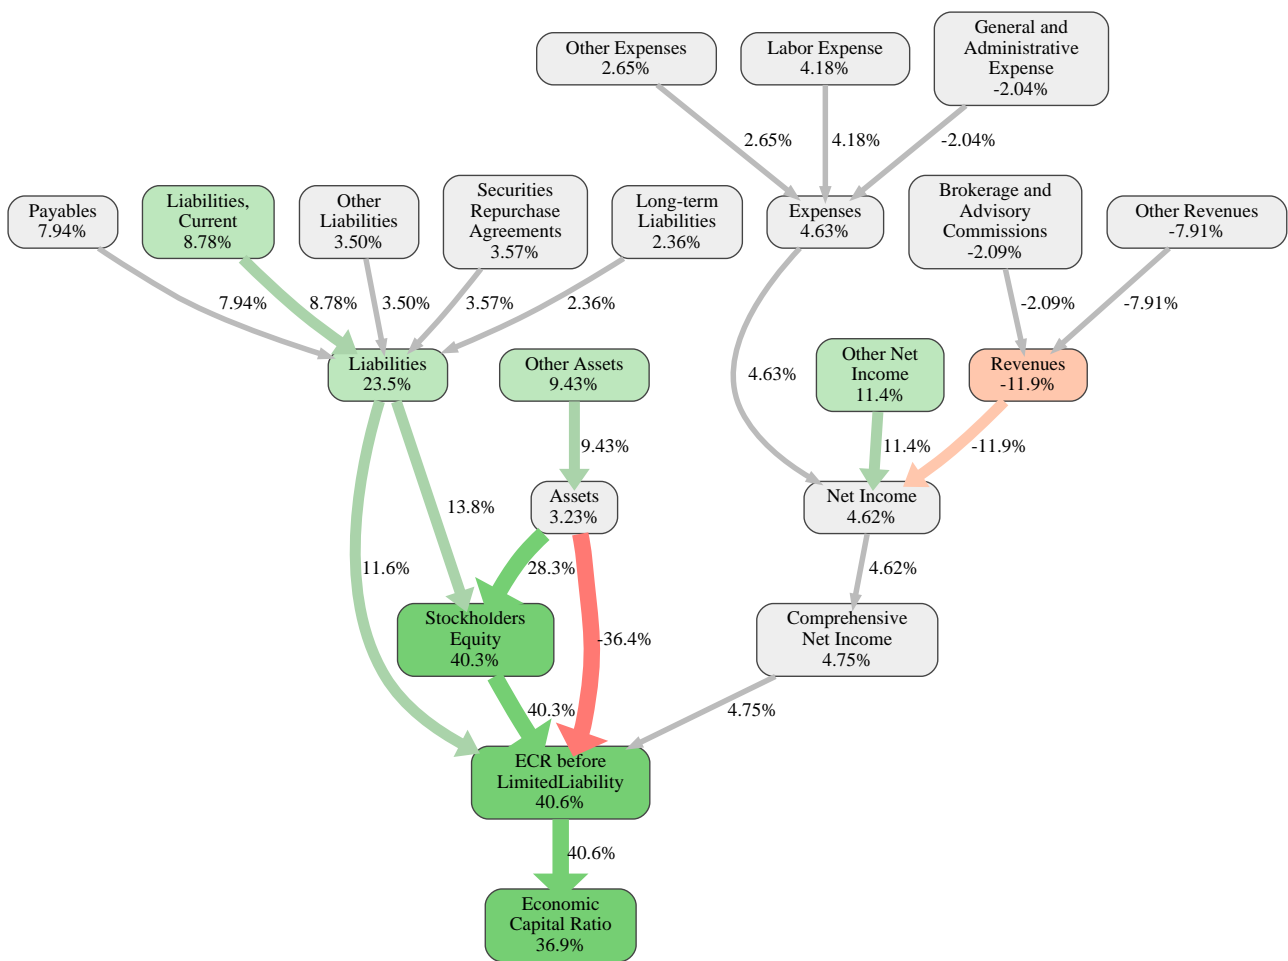 Other Expenses
2.65%
Labor Expense
4.18%
General and
Administrative
Expense
-2.04%
2.65%
4.18%
-2.04%
Payables
7.94%
Liabilities,
Current
8.78%
Other
Liabilities
3.50%
Securities
Repurchase
Agreements
3.57%
Long-term
Liabilities
2.36%
Expenses
4.63%
Brokerage and
Advisory
Commissions
-2.09%
Other Revenues
-7.91%
7.94%
8.78%
3.50%
3.57%
2.36%
-2.09%
-7.91%
Liabilities
23.5%
Other Assets
9.43%
4.63%
Other Net
Income
11.4%
Revenues
-11.9%
9.43%
11.4%
-11.9%
13.8%
Assets
3.23%
Net Income
4.62%
11.6%
28.3%
-36.4%
4.62%
Stockholders
Equity
40.3%
Comprehensive
Net Income
4.75%
40.3%
4.75%
ECR before
LimitedLiability
40.6%
40.6%
Economic
Capital Ratio
36.9%